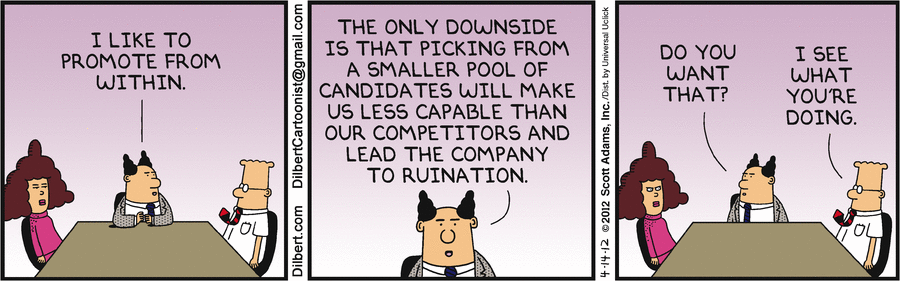 I LIKE TO
PROMOTE FROM
WITHIN.
Dilbert.com DilbertCartoonist@gmail.com
THE ONLY DOWNSIDE
IS THAT PICKING FROM
A SMALLER POOL OF
CANDIDATES WILL MAKE
US LESS CAPABLE THAN
OUR COMPETITORS AND
LEAD THE COMPANY
TO RUINATION.
4-14-12 ©2012 Scott Adams, Inc. /Dist. by Universal Uclick
DO YOU
WANT
THAT?
I SEE
WHAT
YOU'RE
DOING.